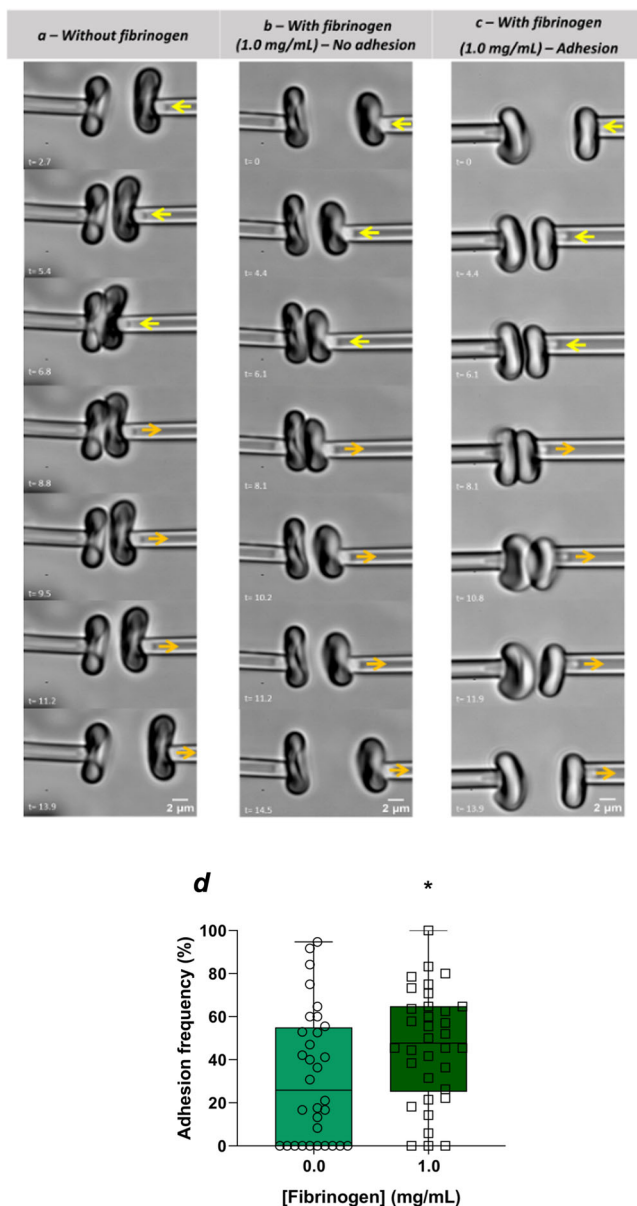 a – Without fibrinogen
b – With fibrinogen
(1.0 mg/mL) – No adhesion
c – With fibrinogen
(1.0 mg/mL) – Adhesion
t= 2.7
t= 0
t= 0
t= 5.4
t= 4.4
t= 4.4
t= 6.8
t= 6.1
t= 6.1
t= 8.8
t= 8.1
t= 8.1
t= 9.5
t= 10.2
t= 10.8
t= 11.2
t= 11.2
t= 11.9
t= 13.9
2 µm
t= 14.5
2 µm
t= 13.9
2 µm
d
*
Adhesion frequency (%)
100
80
60
40
20
0
0.0
1.0
[Fibrinogen] (mg/mL)